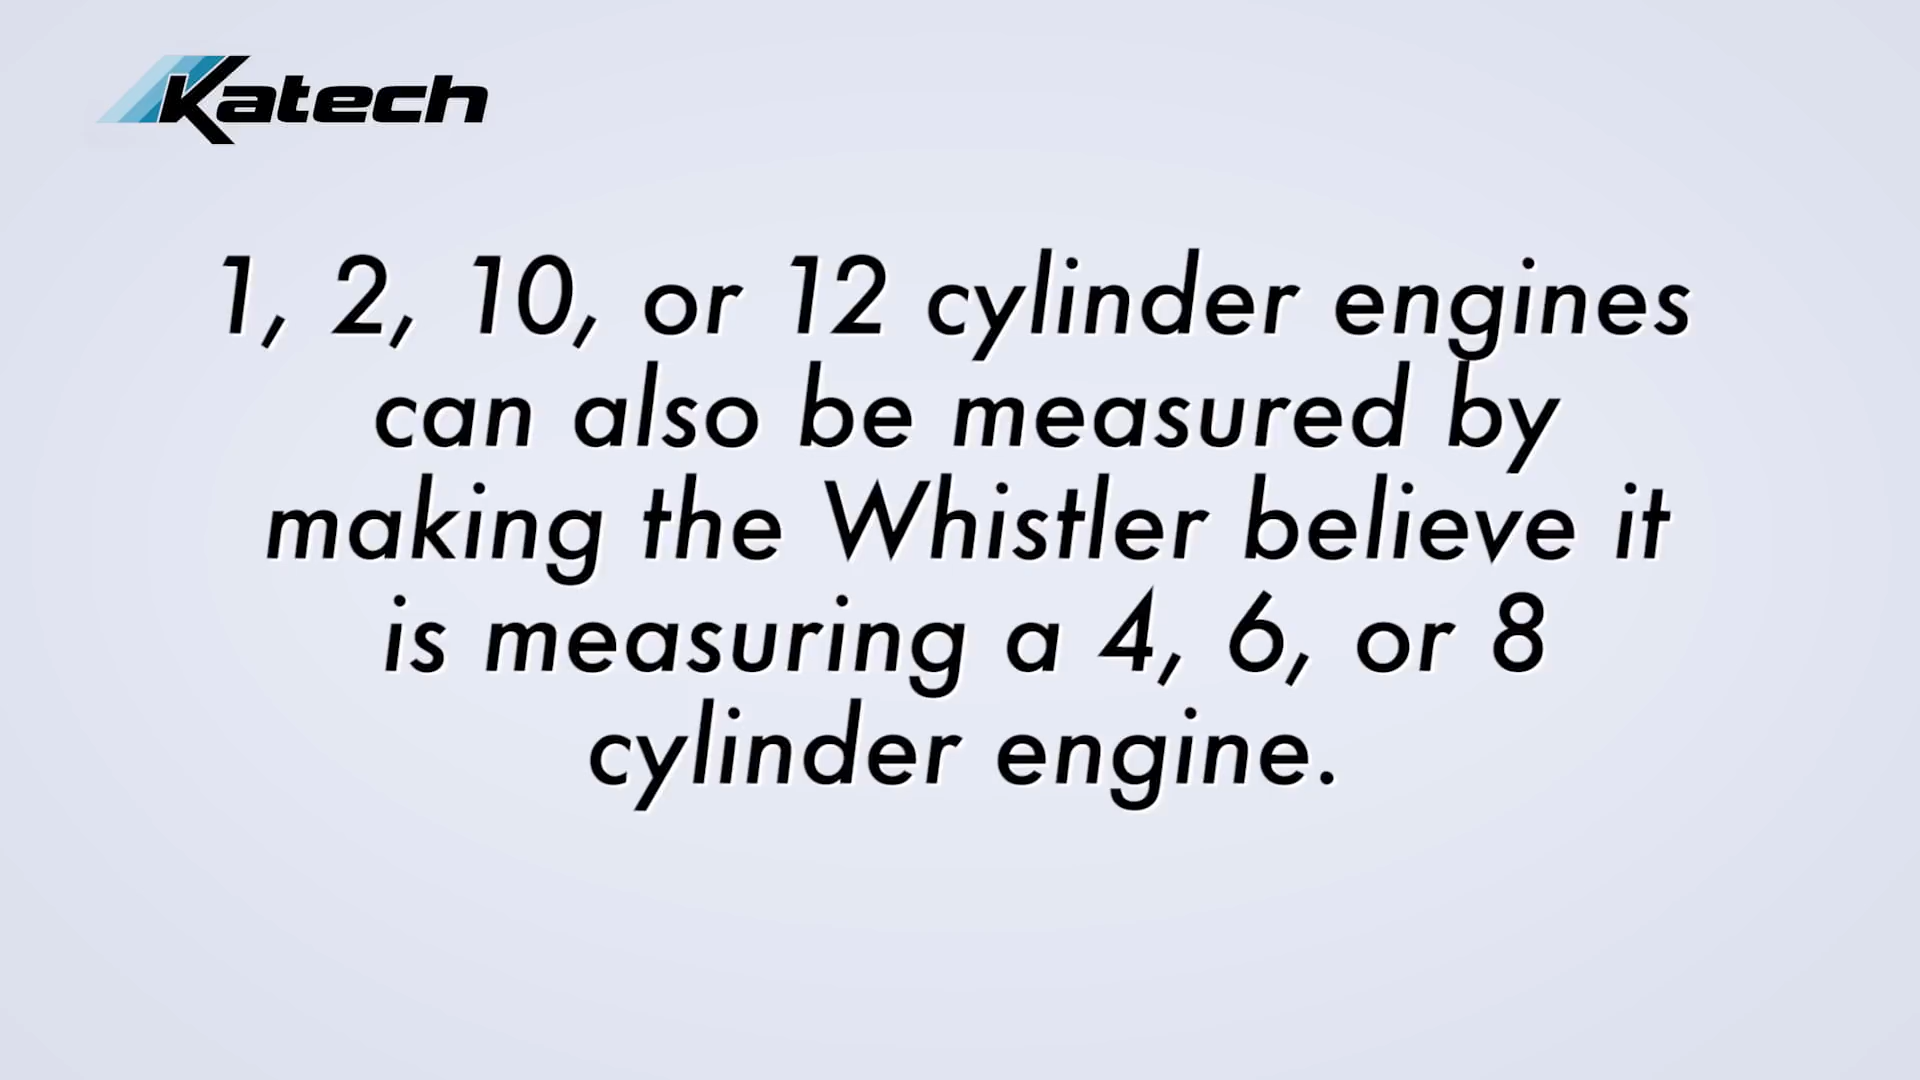 Katech
1, 2, 10, or 12 cylinder engines
can also be measured by
making the Whistler believe it
is measuring a 4, 6, or 8
cylinder engine.